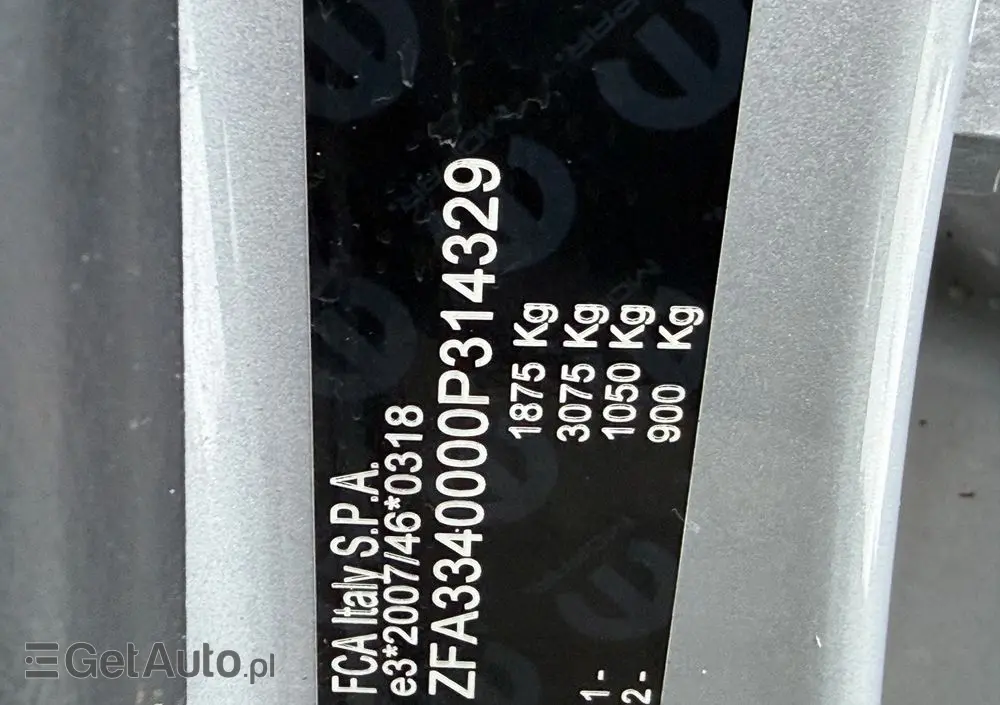 FCA Italy S.P.A.
e3*2007/46*0318
ZFA3340000P314329
1875 Kg
3075 Kg
1- 1050 Kg
2- 900 Kg
GetAuto.pl